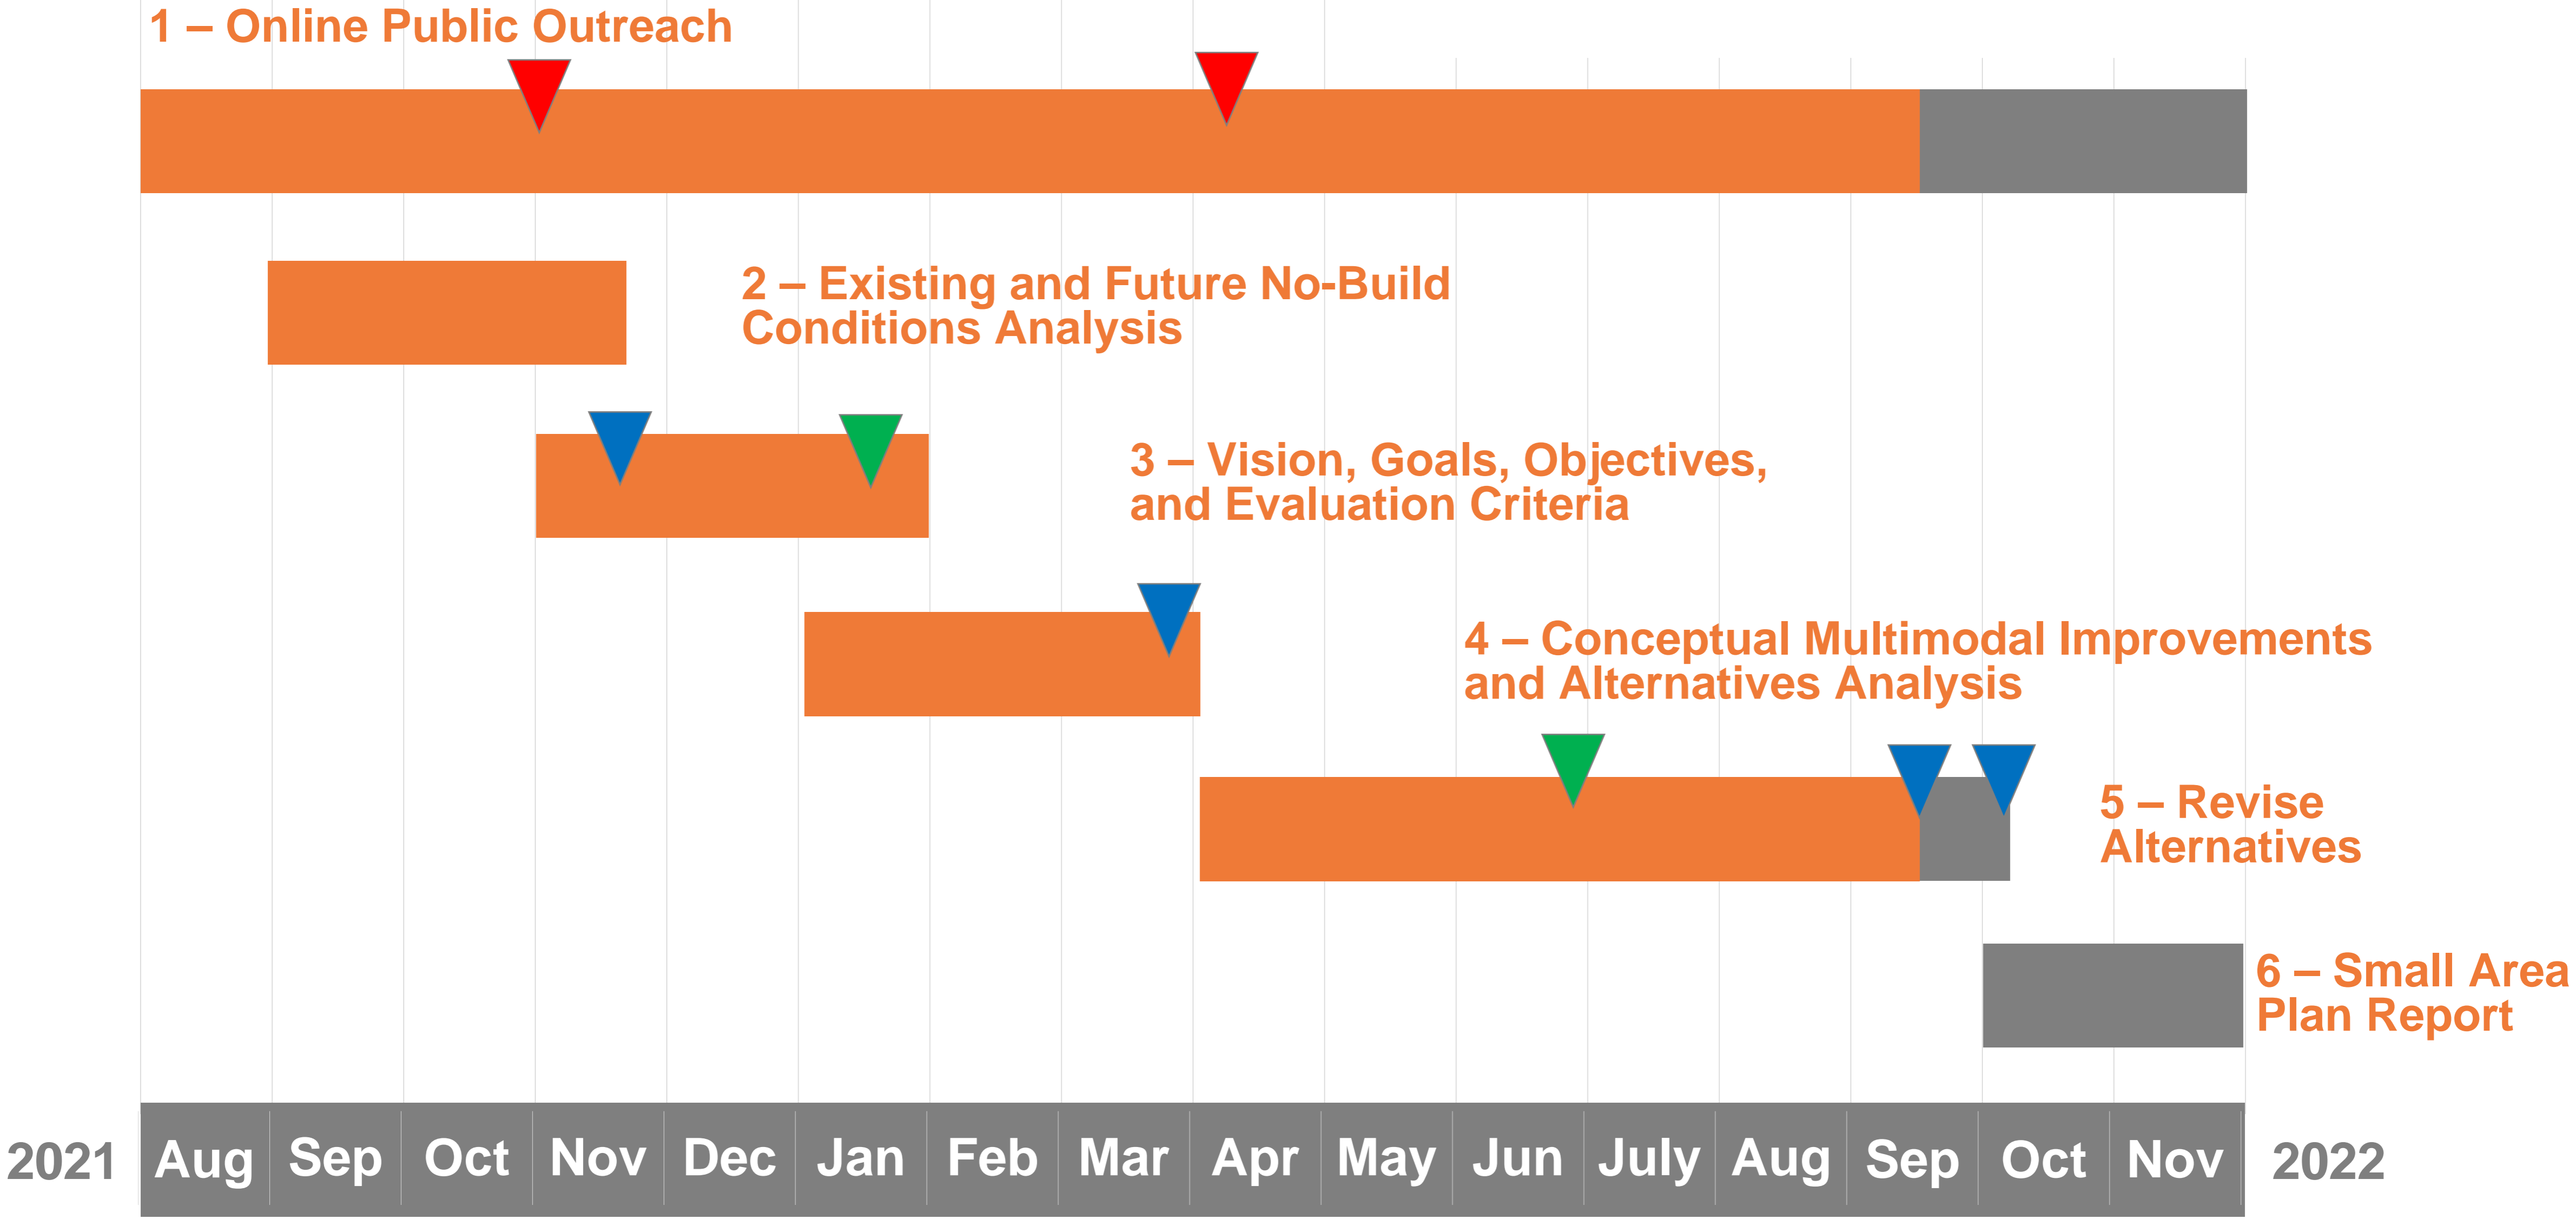 1 – Online Public Outreach
2 – Existing and Future No-Build
Conditions Analysis
3 – Vision, Goals, Objectives,
and Evaluation Criteria
4 – Conceptual Multimodal Improvements
and Alternatives Analysis
5 – Revise
Alternatives
6 – Small Area
Plan Report
2021 Aug Sep Oct Nov Dec Jan Feb Mar Apr May Jun July Aug Sep Oct Nov 2022